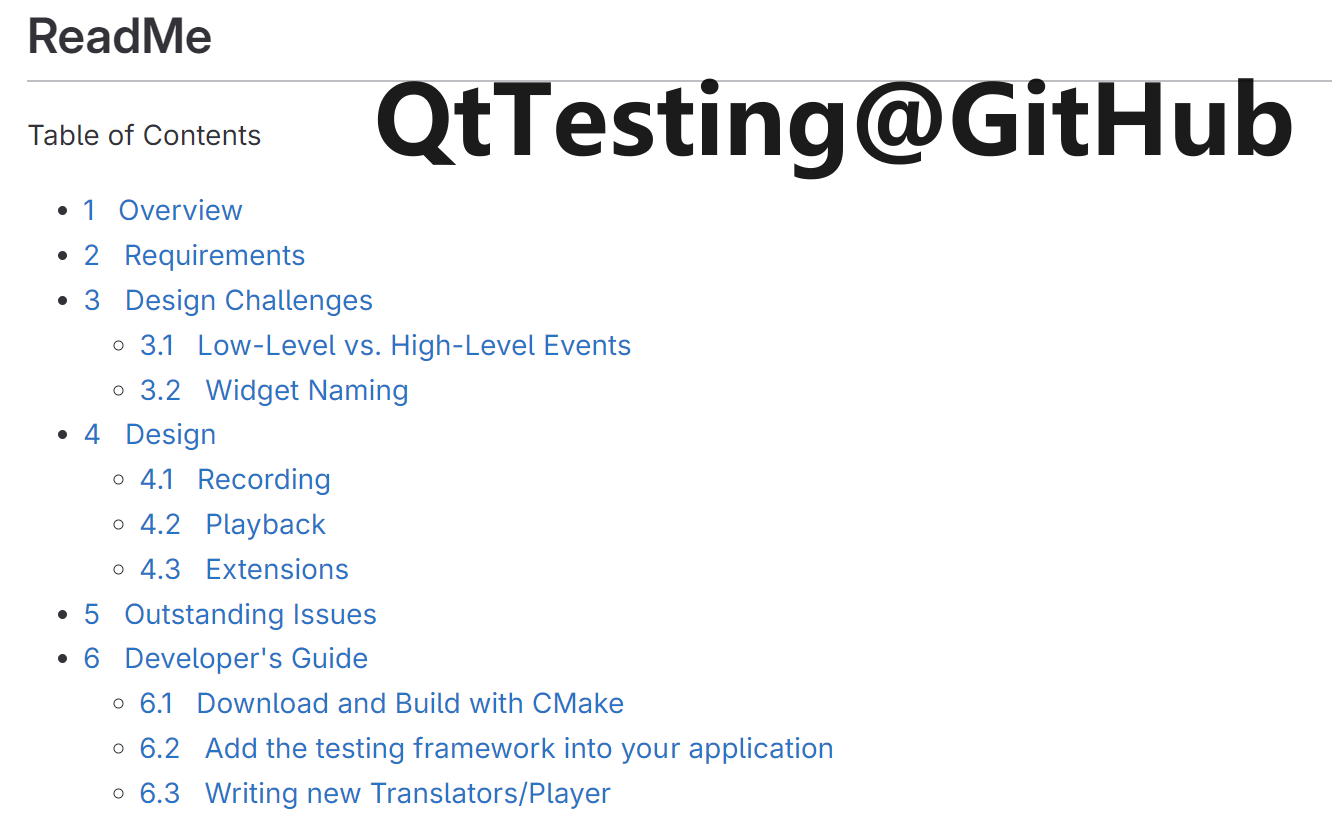 ReadMe
QtTesting@GitHub
Table of Contents
1 Overview
2 Requirements
3 Design Challenges
3.1 Low-Level vs. High-Level Events
3.2 Widget Naming
4 Design
4.1 Recording
4.2 Playback
4.3 Extensions
5 Outstanding Issues
6 Developer's Guide
6.1 Download and Build with CMake
6.2 Add the testing framework into your application
6.3 Writing new Translators/Player